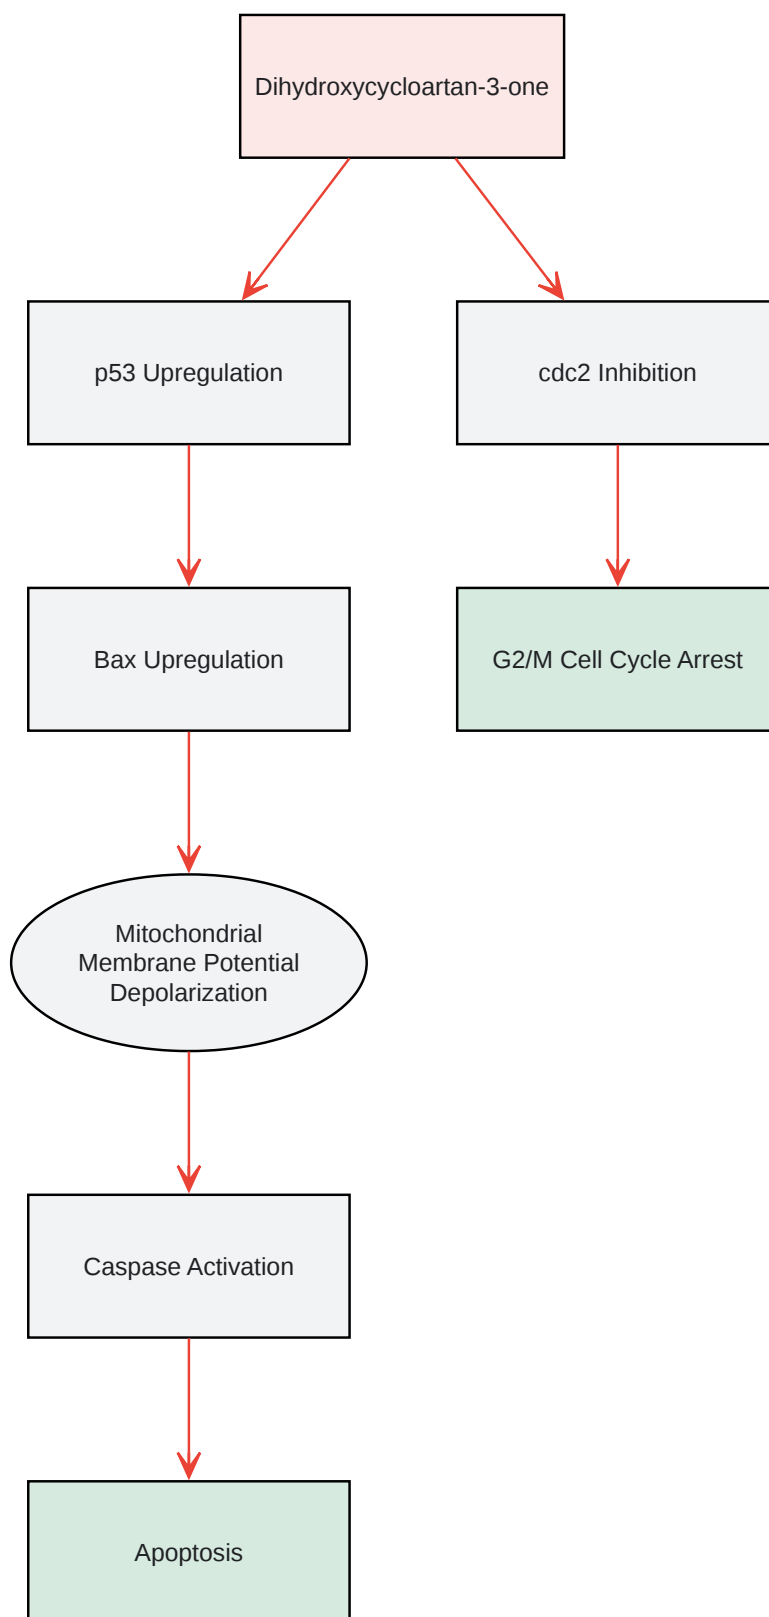 Dihydroxycycloartan-3-one
p53 Upregulation
cdc2 Inhibition
Bax Upregulation
G2/M Cell Cycle Arrest
Mitochondrial
Membrane Potential
Depolarization
Caspase Activation
Apoptosis